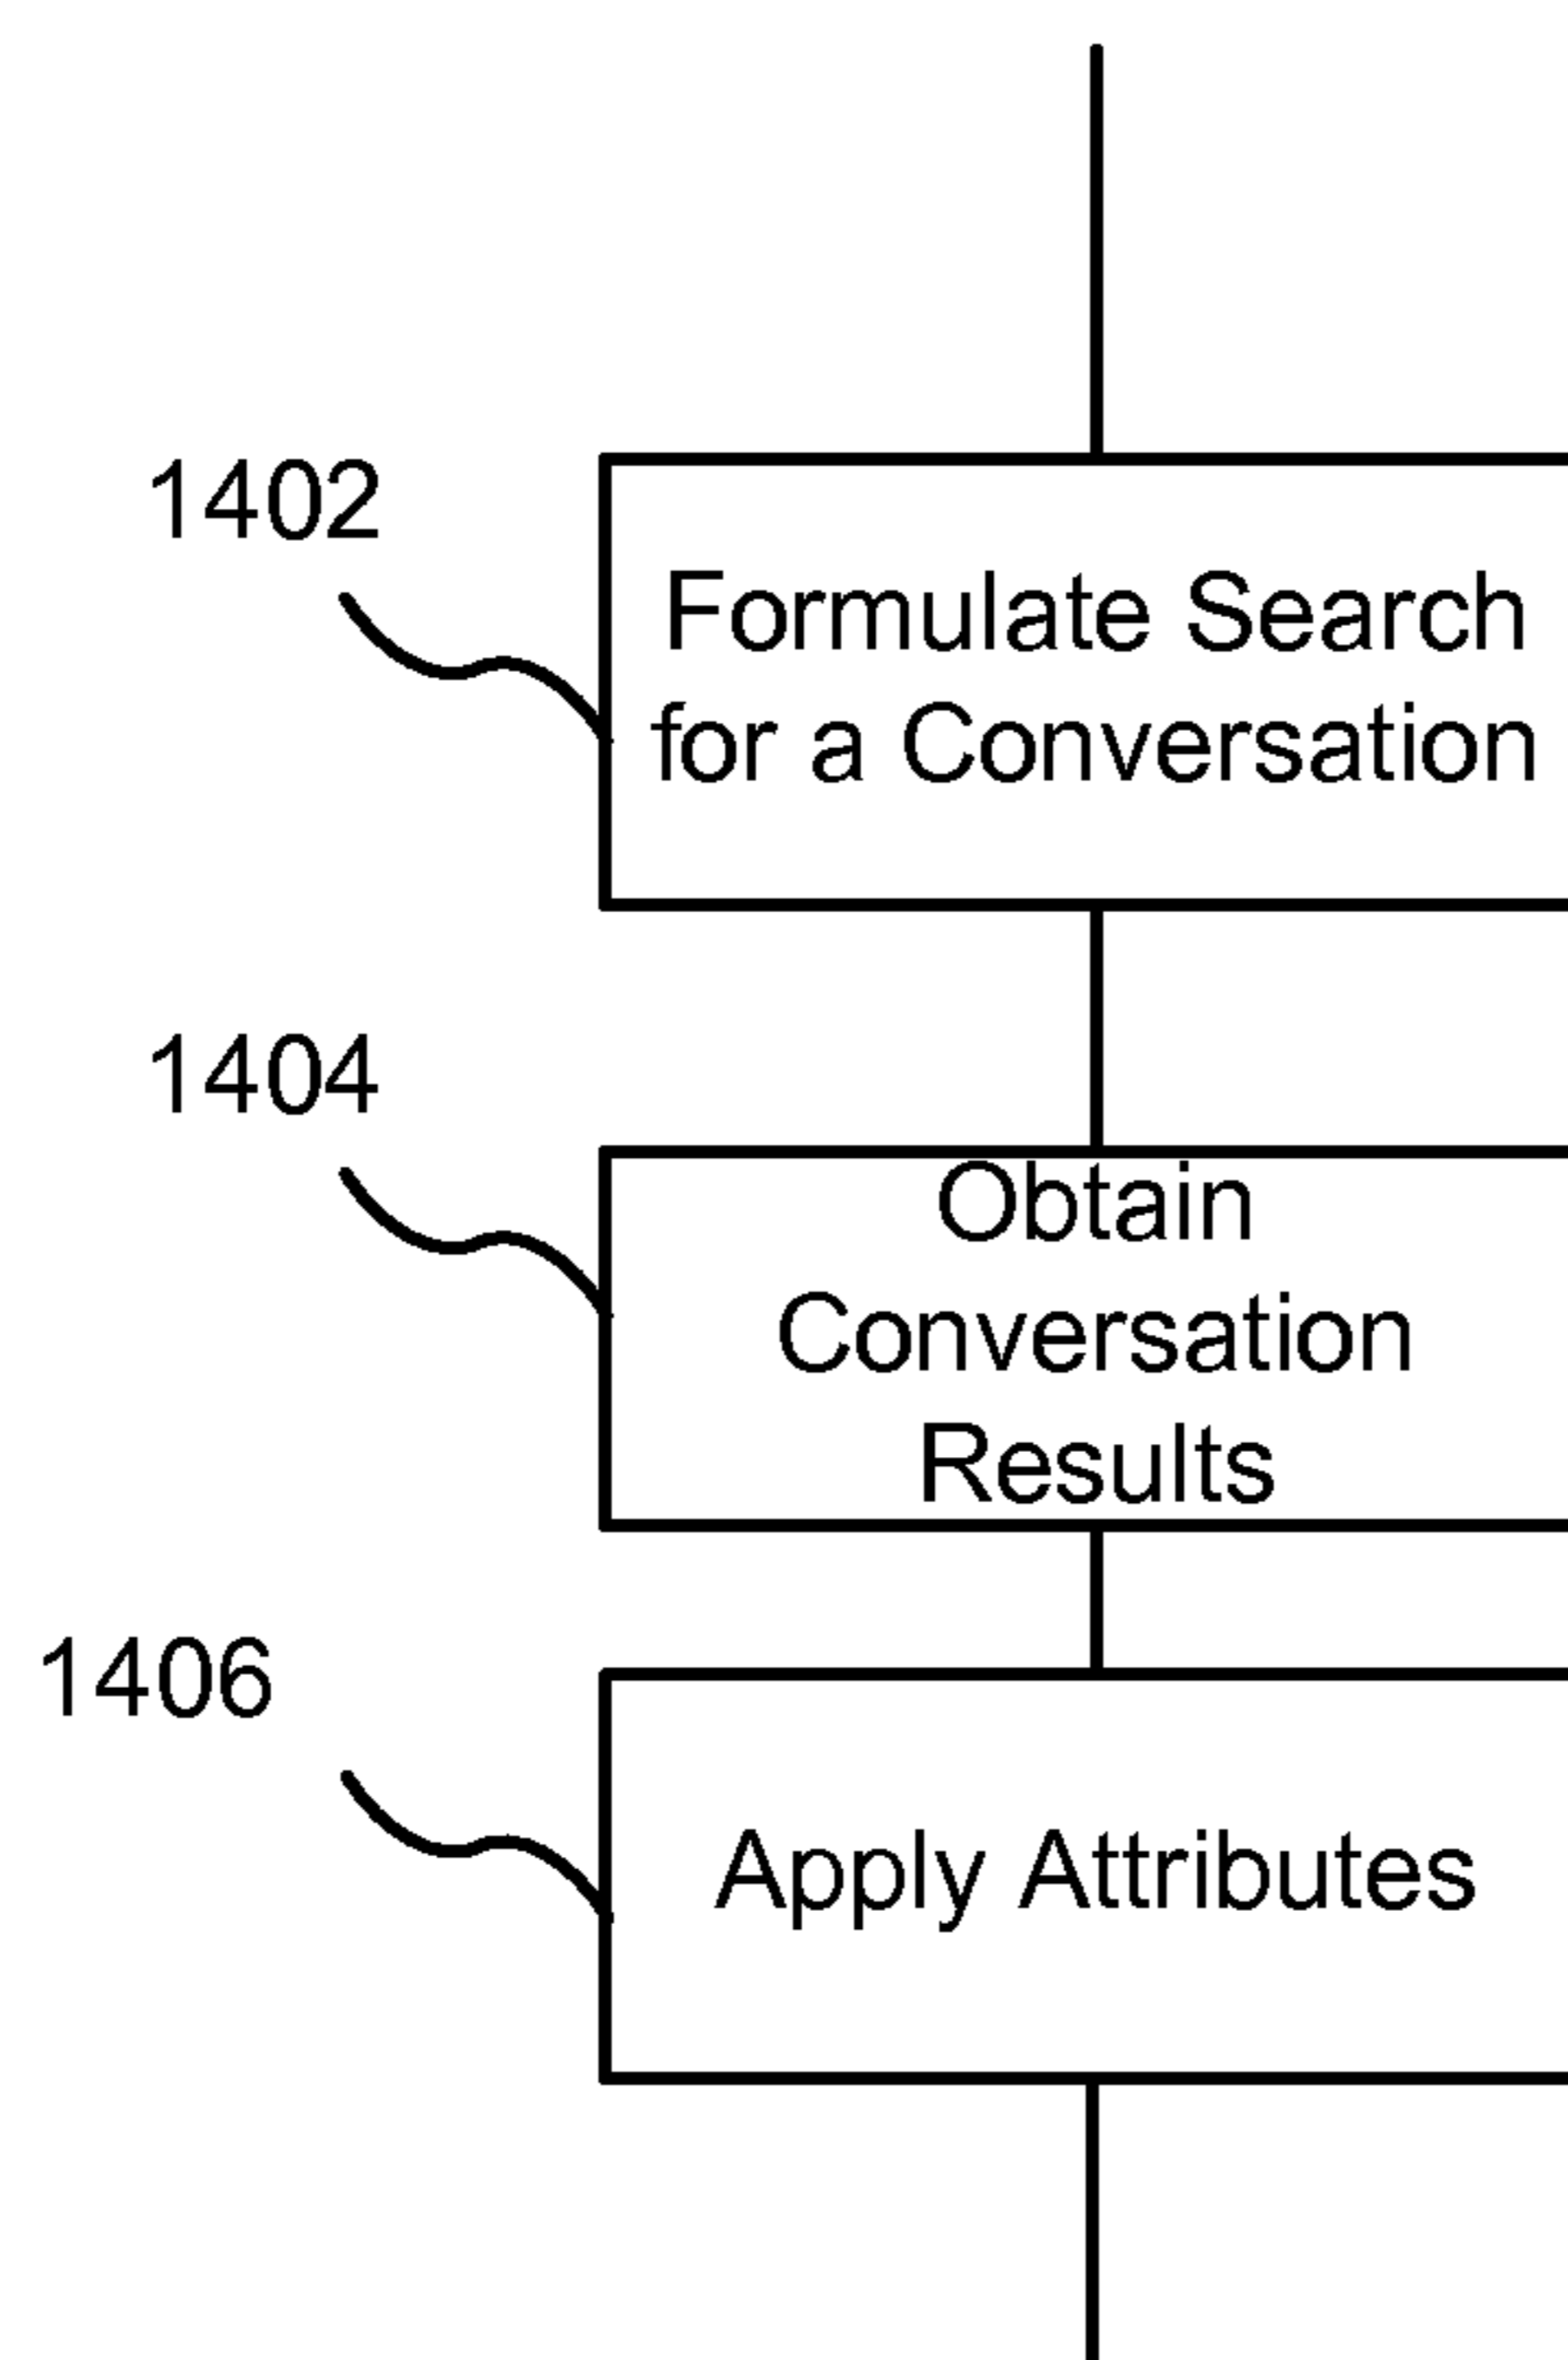 1402
Formulate Search
for a Conversation
1404
Obtain
Conversation
Results
1406
Apply Attributes